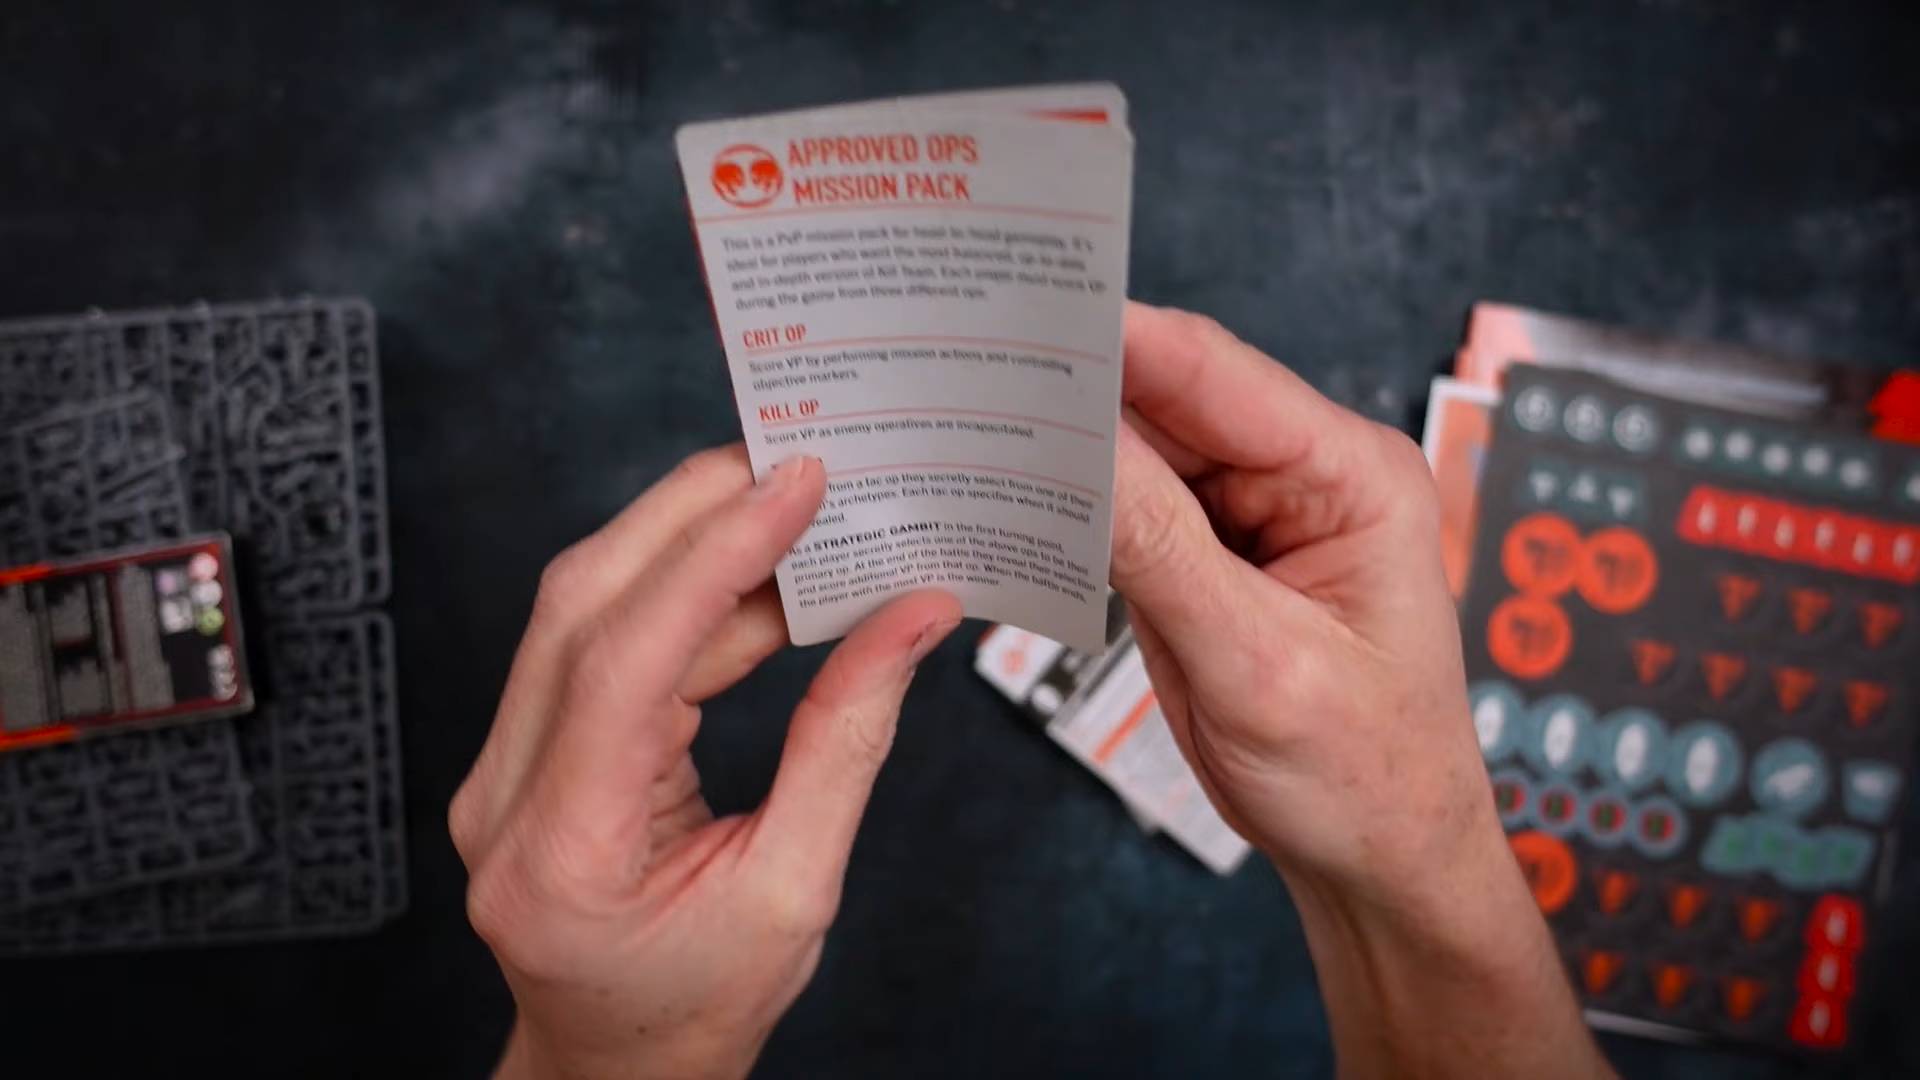 APPROVED OPS
MISSION PACK
This is a PvP mission pack for head-to-head gameplay. It's
ideal for players who want the most balanced, up-to-date
and in-depth version of Kill Team. Each player must score VP
during the game from three different ops.
CRIT OP
Score VP by performing mission actions and controlling
objective markers.
KILL OP
Score VP as enemy operatives are incapacitated.
from a tac op they secretly select from one of their
archetypes. Each tac op specifies when it should
As a STRATEGIC GAMBIT in the first turning point,
each player secretly selects one of the above ops to be their
primary op. At the end of the battle they reveal their selection
and score additional VP from that op. When the battle ends,
the player with the most VP is the winner.